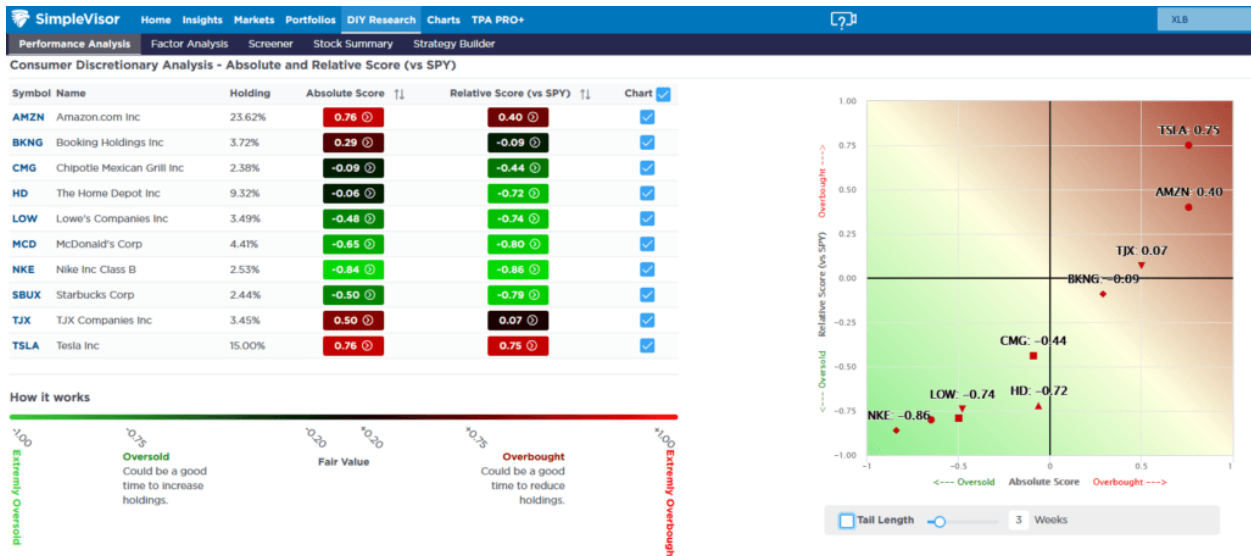 SimpleVisor Home Insights Markets Portfolios DIY Research Charts TPA PRO+ XLB
Performance Analysis Factor Analysis Screener Stock Summary Strategy Builder
Consumer Discretionary Analysis - Absolute and Relative Score (vs SPY)
Symbol Name Holding Absolute Score Relative Score (vs SPY) Chart
AMZN Amazon.com Inc 23.62% 0.76 0.40
BKNG Booking Holdings Inc 3.72% 0.29 -0.09
CMG Chipotle Mexican Grill Inc 2.38% -0.09 -0.44
HD The Home Depot Inc 9.32% -0.06 -0.72
LOW Lowe's Companies Inc 3.49% -0.48 -0.74
MCD McDonald's Corp 4.41% -0.65 -0.80
NKE Nike Inc Class B 2.53% -0.84 -0.86
SBUX Starbucks Corp 2.44% -0.50 -0.79
TJX TJX Companies Inc 3.45% 0.50 0.07
TSLA Tesla Inc 15.00% 0.76 0.75
How it works
-1.00 -0.75 -0.20 +0.20 +0.75 +1.00
Extremly Oversold
Oversold
Could be a good
time to increase
holdings.
Fair Value
Overbought
Could be a good
time to reduce
holdings.
Extremly Overbough
<--- Oversold Relative Score (vs SPY) Overbought --->
1.00
0.75
0.50
0.25
0.00
-0.25
-0.50
-0.75
-1.00
TSLA: 0.75
AMZN: 0.40
TJX: 0.07
BKNG: -0.09
CMG: -0.44
LOW: -0.74
HD: -0.72
NKE: -0.86
-1 -0.5 0 0.5 1
<--- Oversold Absolute Score Overbought --->
Tail Length 3 Weeks